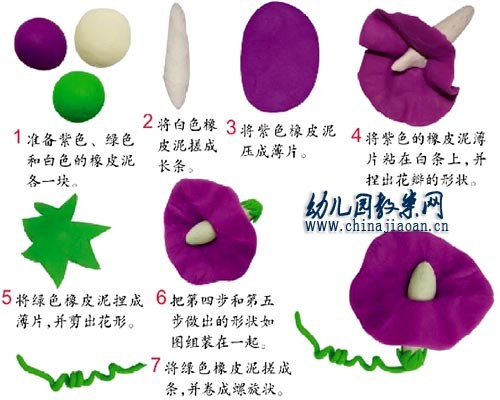 1 准备紫色、绿色
和白色的橡皮泥
各一块。
2 将白色橡
皮泥搓成
长条。
3 将紫色橡皮泥
压成薄片。
4 将紫色的橡皮泥薄
片粘在白条上,并
捏出花瓣的形状。
幼儿园教案网
www.chinajiaoan.cn
5 将绿色橡皮泥捏成
薄片,并剪出花形。
6 把第四步和第五
步做出的形状如
图组装在一起。
7 将绿色橡皮泥搓成
条,并卷成螺旋状。